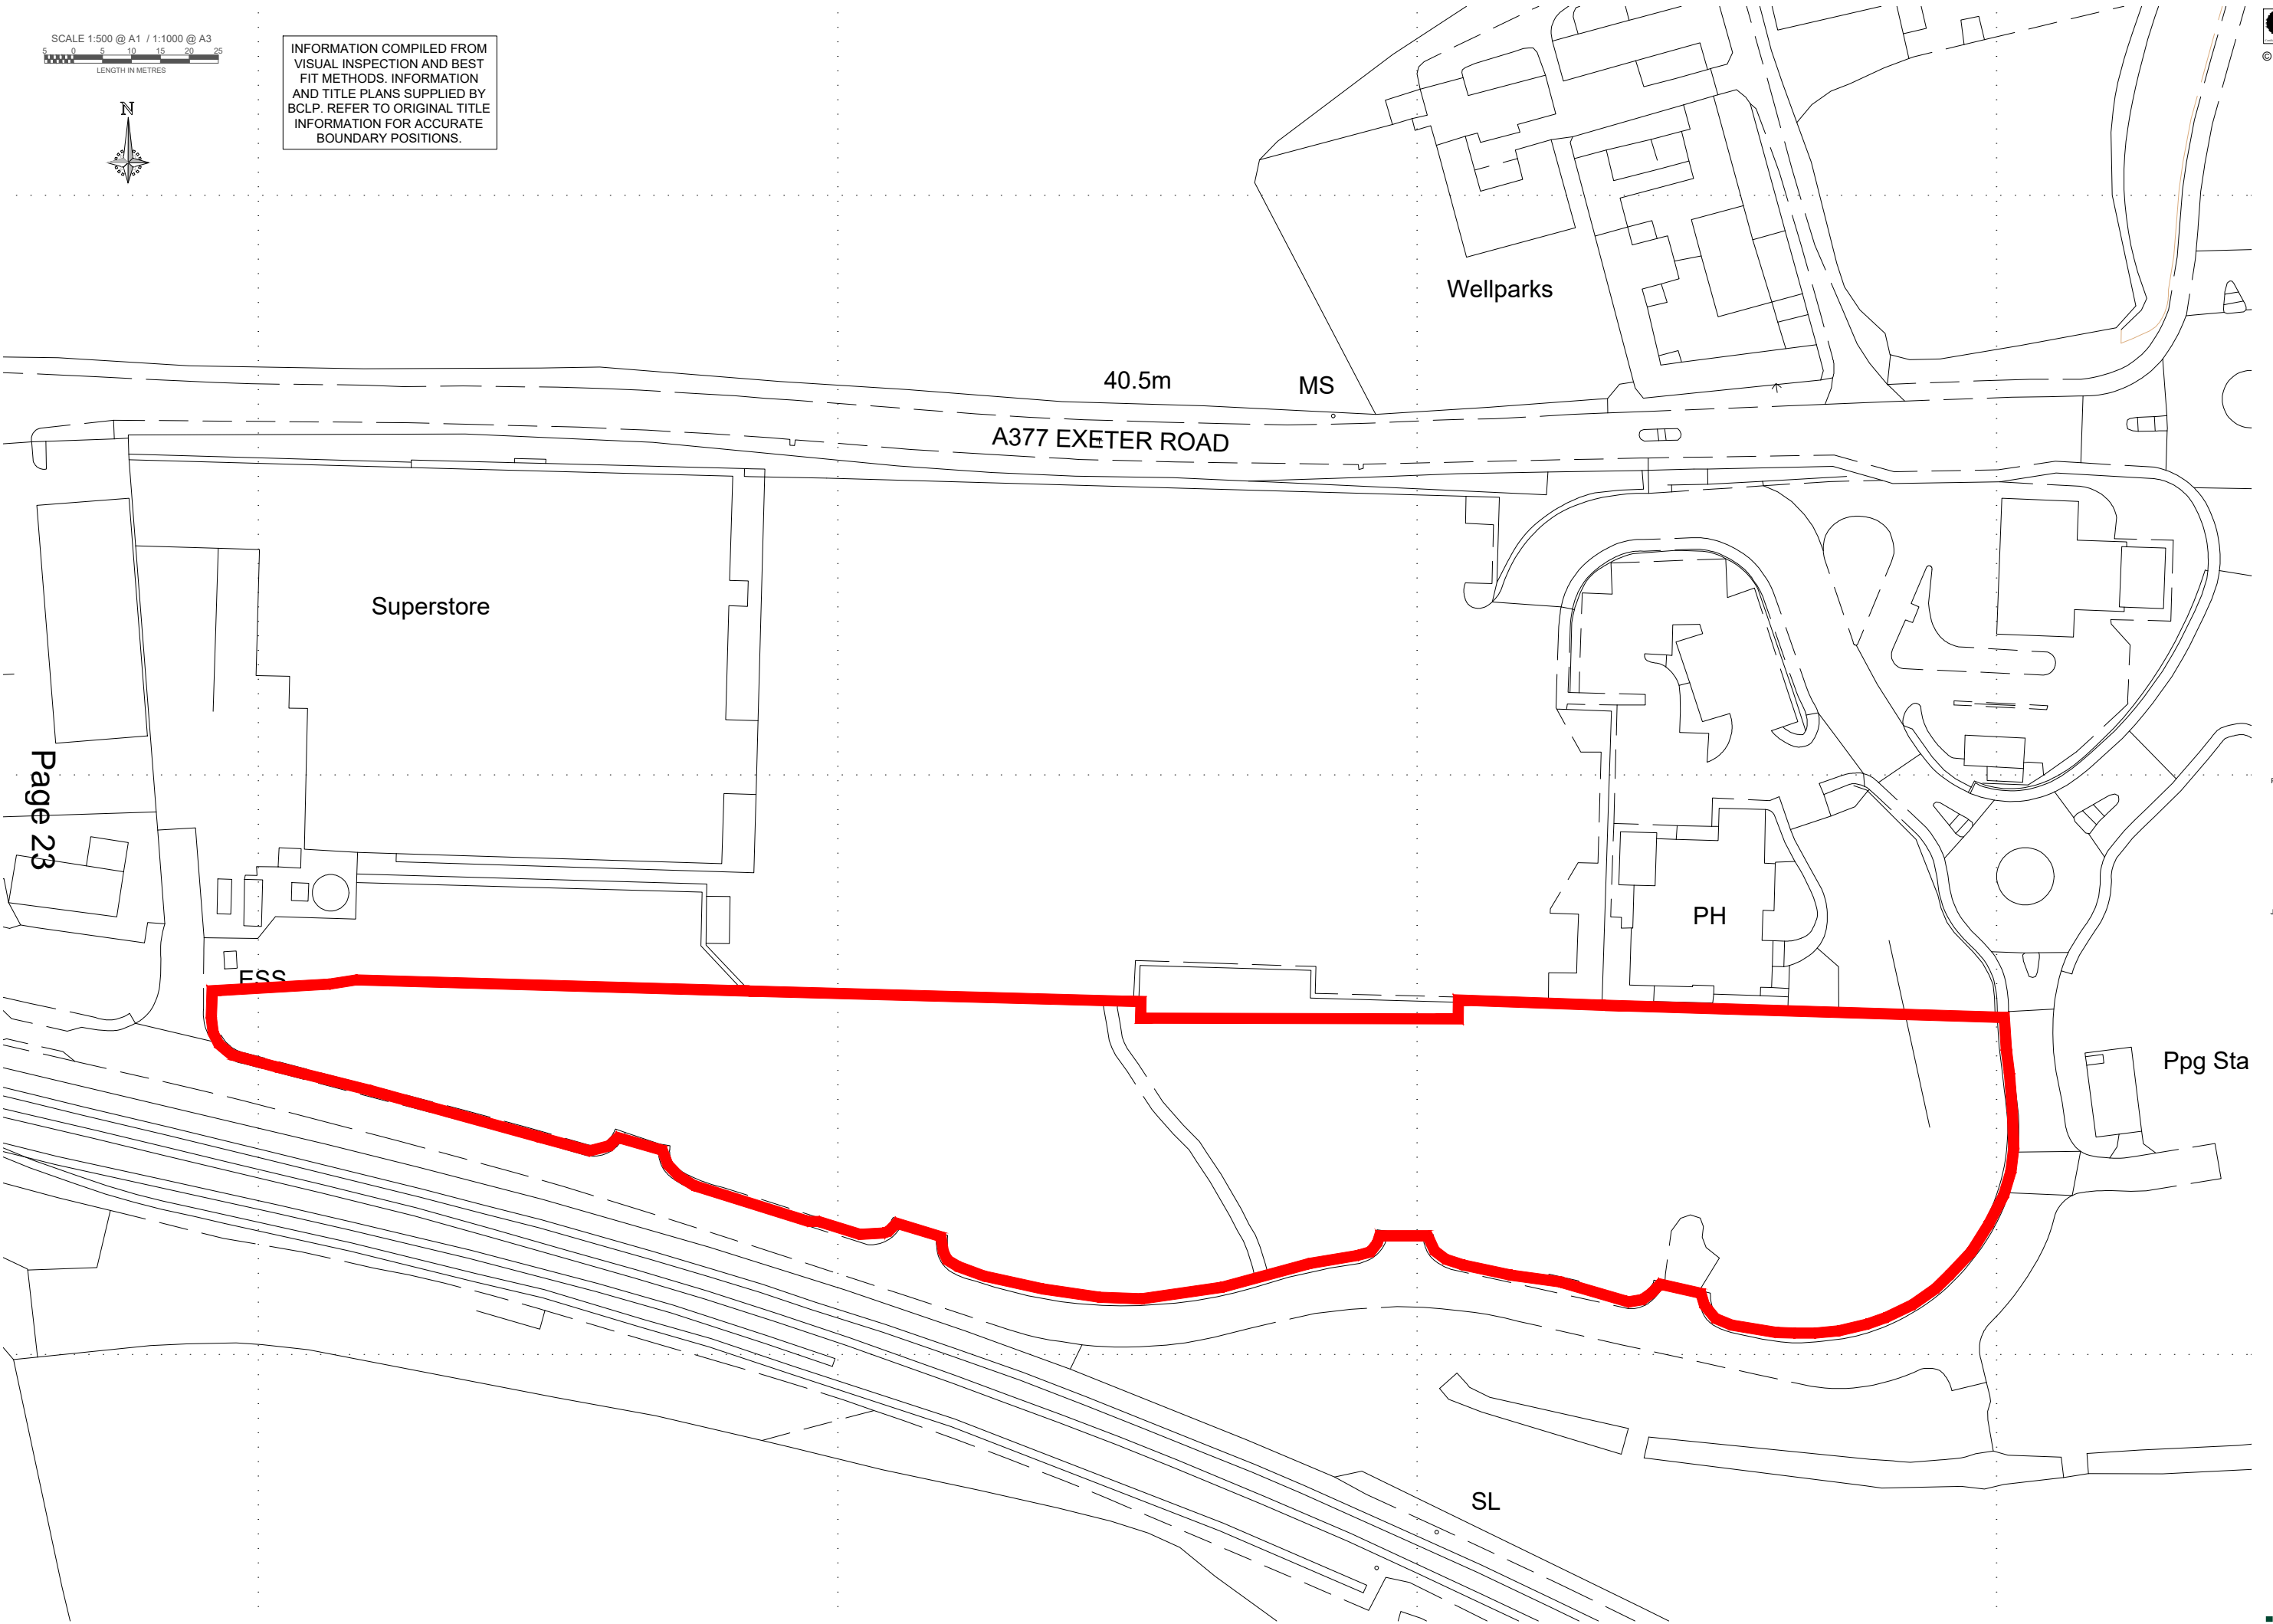 SCALE 1:500 @ A1 / 1:1000 @ A3
5 0 5 10 15 20 25
LENGTH IN METRES
N
INFORMATION COMPILED FROM
VISUAL INSPECTION AND BEST
FIT METHODS. INFORMATION
AND TITLE PLANS SUPPLIED BY
BCLP. REFER TO ORIGINAL TITLE
INFORMATION FOR ACCURATE
BOUNDARY POSITIONS.
©
Wellparks
40.5m
MS
A377 EXETER ROAD
Superstore
Page 23
PH
ESS
Ppg Sta
SL